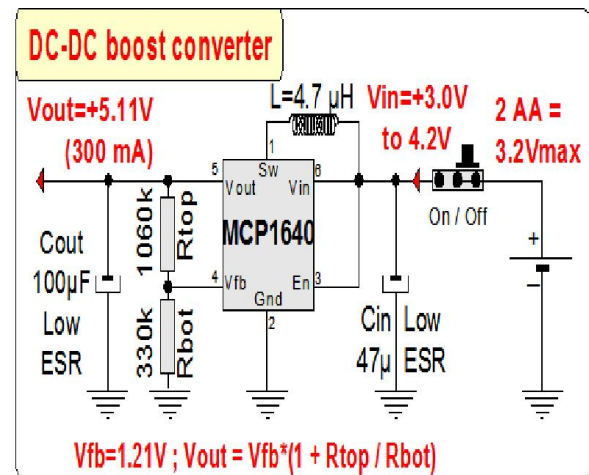 DC-DC boost converter
Vout=+5.11V
(300 mA)
L=4.7 µH
Vin=+3.0V
to 4.2V
2 AA =
3.2Vmax
1
Sw
5
Vout
Vin
6
MCP1640
On / Off
1060k
Rtop
Cout
100µF
Low
ESR
4
Vfb
En
3
Gnd
2
330k
Rbot
Cin
47µ
Low
ESR
+
−
Vfb=1.21V ; Vout = Vfb*(1 + Rtop / Rbot)